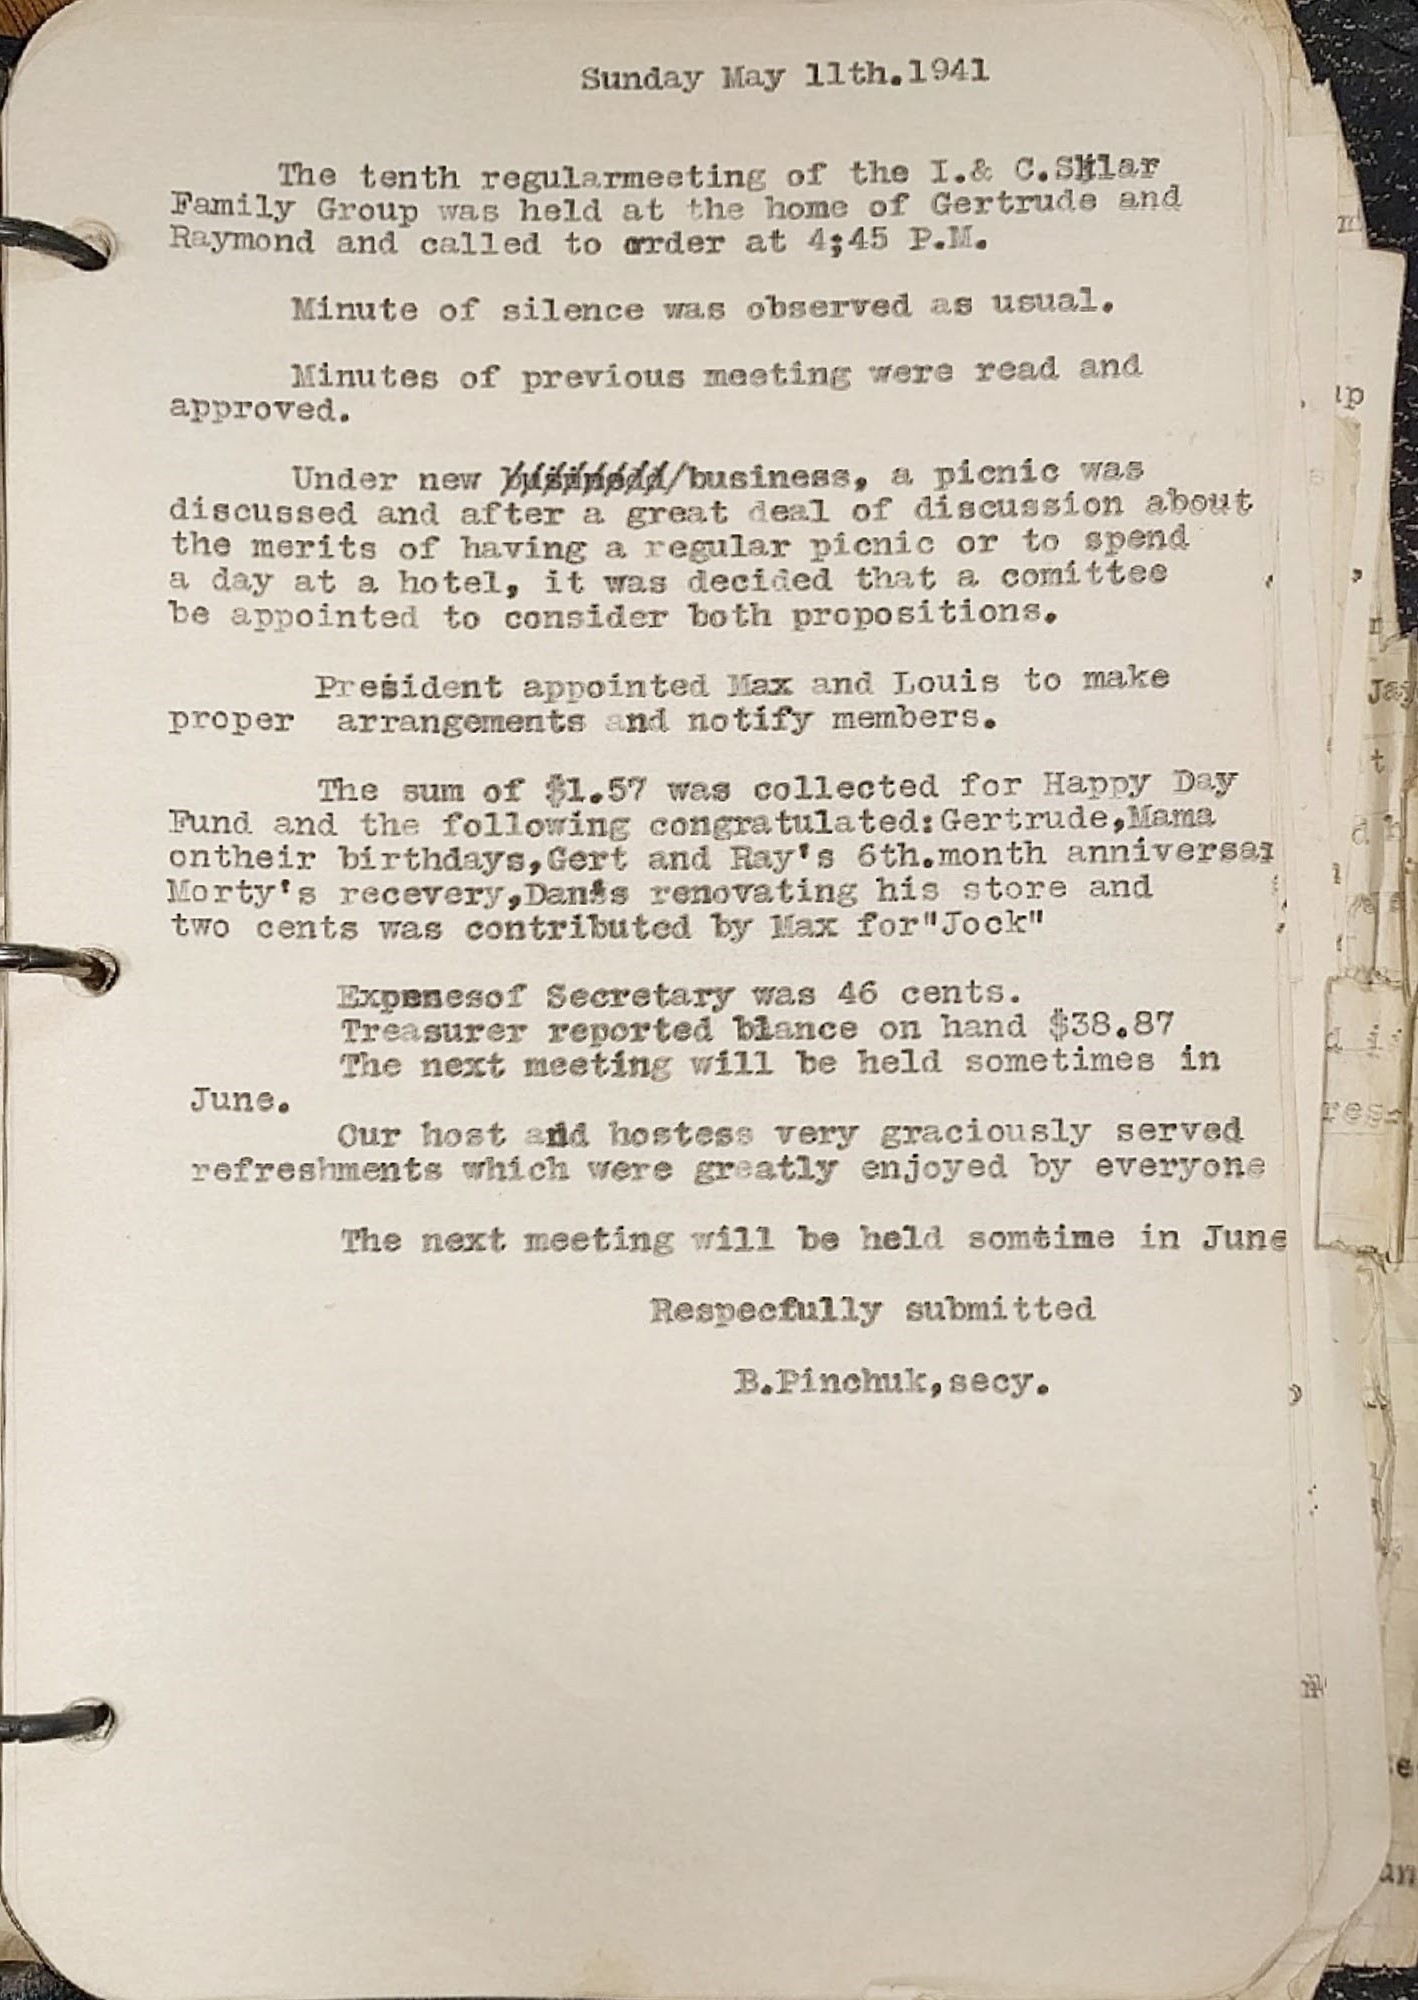 Sunday May 11th.1941
The tenth regularmeeting of the I.& C.Sklar
Family Group was held at the home of Gertrude and
Raymond and called to order at 4;45 P.M.
Minute of silence was observed as usual.
Minutes of previous meeting were read and
approved.
Under new business, a picnic was
discussed and after a great deal of discussion about
the merits of having a regular picnic or to spend
a day at a hotel, it was decided that a comittee
be appointed to consider both propositions.
President appointed Max and Louis to make
proper arrangements and notify members.
The sum of $1.57 was collected for Happy Day
Fund and the following congratulated:Gertrude,Mama
ontheir birthdays,Gert and Ray's 6th.month anniversar
Morty's recevery,Dan's renovating his store and
two cents was contributed by Max for"Jock"
Expenesof Secretary was 46 cents.
Treasurer reported blance on hand $38.87
The next meeting will be held sometimes in
June.
Our host and hostess very graciously served
refreshments which were greatly enjoyed by everyone
The next meeting will be held somtime in June
Respecfully submitted
B.Pinchuk,secy.